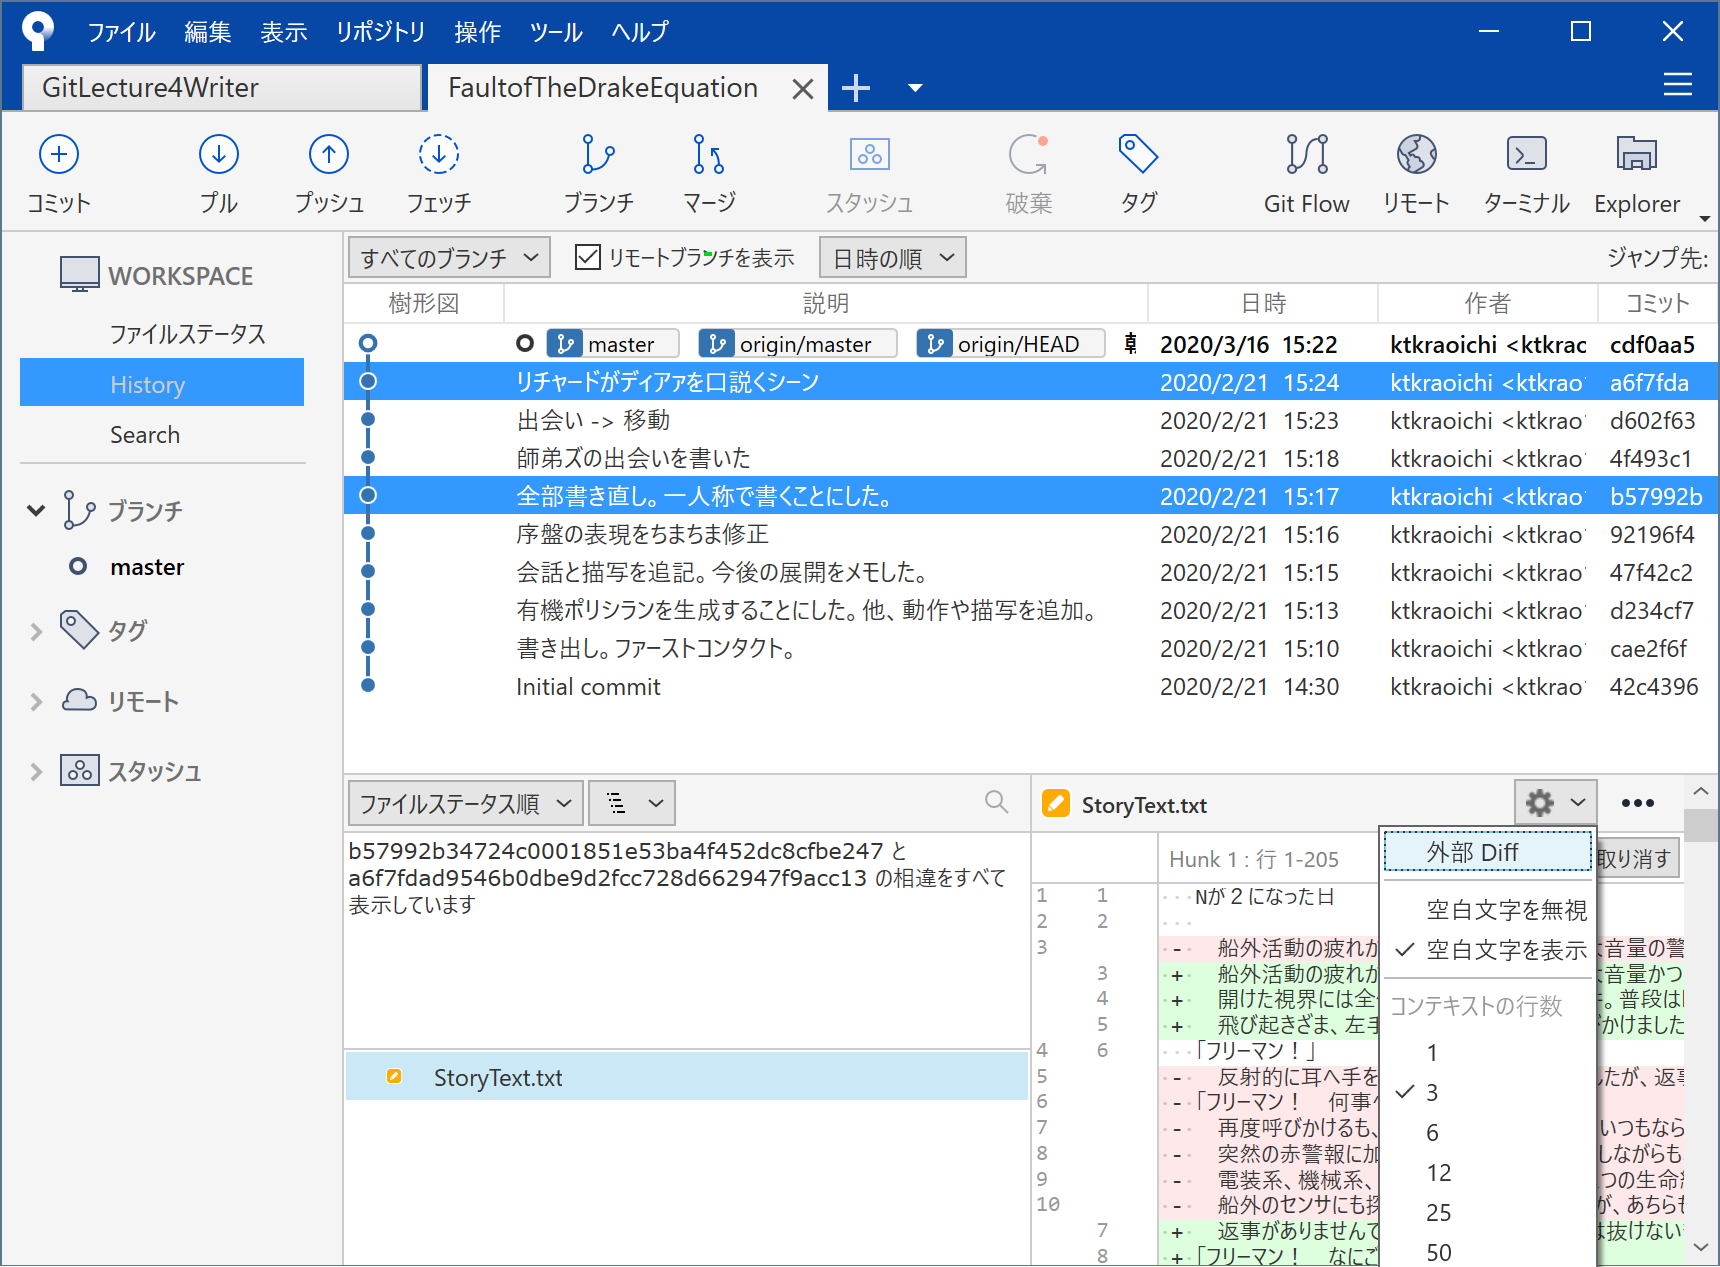 ファイル 編集 表示 リポジトリ 操作 ツール ヘルプ
GitLecture4Writer FaultofTheDrakeEquation
コミット プル プッシュ フェッチ ブランチ マージ スタッシュ 破棄 タグ Git Flow リモート ターミナル Explorer
WORKSPACE
ファイルステータス
History
Search
ブランチ
master
タグ
リモート
スタッシュ
すべてのブランチ リモートブランチを表示 日時の順 ジャンプ先:
樹形図 説明 日時 作者 コミット
master origin/master origin/HEAD 2020/3/16 15:22 ktkraoichi <ktkrao cdf0aa5
リチャードがディアァを口説くシーン 2020/2/21 15:24 ktkraoichi <ktkrao a6f7fda
出会い -> 移動 2020/2/21 15:23 ktkraoichi <ktkrao d602f63
師弟ズの出会いを書いた 2020/2/21 15:18 ktkraoichi <ktkrao 4f493c1
全部書き直し。一人称で書くことにした。 2020/2/21 15:17 ktkraoichi <ktkrao b57992b
序盤の表現をちまちま修正 2020/2/21 15:16 ktkraoichi <ktkrao 92196f4
会話と描写を追記。今後の展開をメモした。 2020/2/21 15:15 ktkraoichi <ktkrao 47f42c2
有機ポリシランを生成することにした。他、動作や描写を追加。 2020/2/21 15:13 ktkraoichi <ktkrao d234cf7
書き出し。ファーストコンタクト。 2020/2/21 15:10 ktkraoichi <ktkrao cae2f6f
Initial commit 2020/2/21 14:30 ktkraoichi <ktkrao 42c4396
ファイルステータス順
b57992b34724c0001851e53ba4f452dc8cfbe247 と
a6f7fdad9546b0dbe9d2fcc728d662947f9acc13 の相違をすべて
表示しています
StoryText.txt
StoryText.txt
Hunk 1 : 行 1-205 取り消す
1 1 Nが２になった日
2 2
3 - 船外活動の疲れか 音量の警
3 + 船外活動の疲れか 音量かつ
4 + 開けた視界には全 。普段は
5 + 飛び起きざま、左手 がかけました
4 6 「フリーマン！」
5 - 反射的に耳へ手を したが、返事
6 - 「フリーマン！　何事
7 - 再度呼びかけるも、 いつもなら
8 - 突然の赤警報に加 しながらも
9 - 電装系、機械系、 つの生命
10 - 船外のセンサにも探 が、あちらも
7 + 返事がありませんで は抜けない
8 + 「フリーマン！　なにご
外部 Diff
空白文字を無視
空白文字を表示
コンテキストの行数
1
3
6
12
25
50